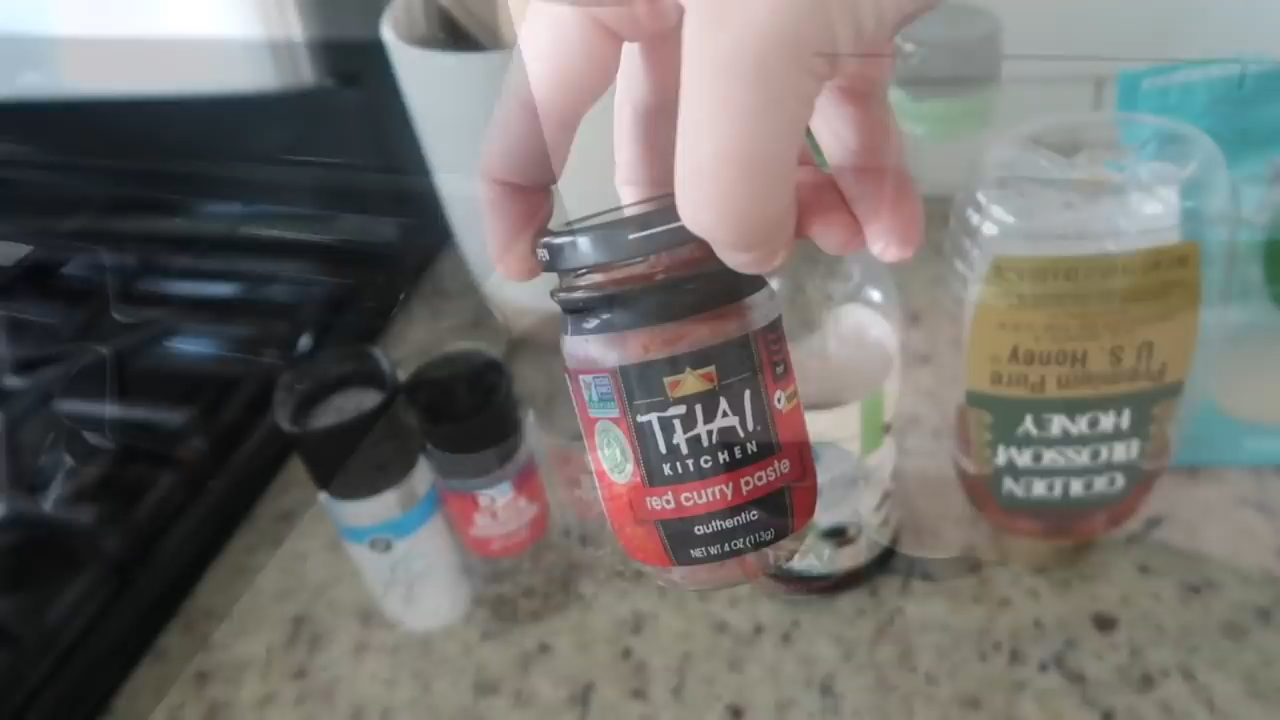 THAI
KITCHEN
red curry paste
authentic
NET WT 4 OZ (113g)
GOLDEN
BLOSSOM
HONEY
Premium Pure
U.S. Honey